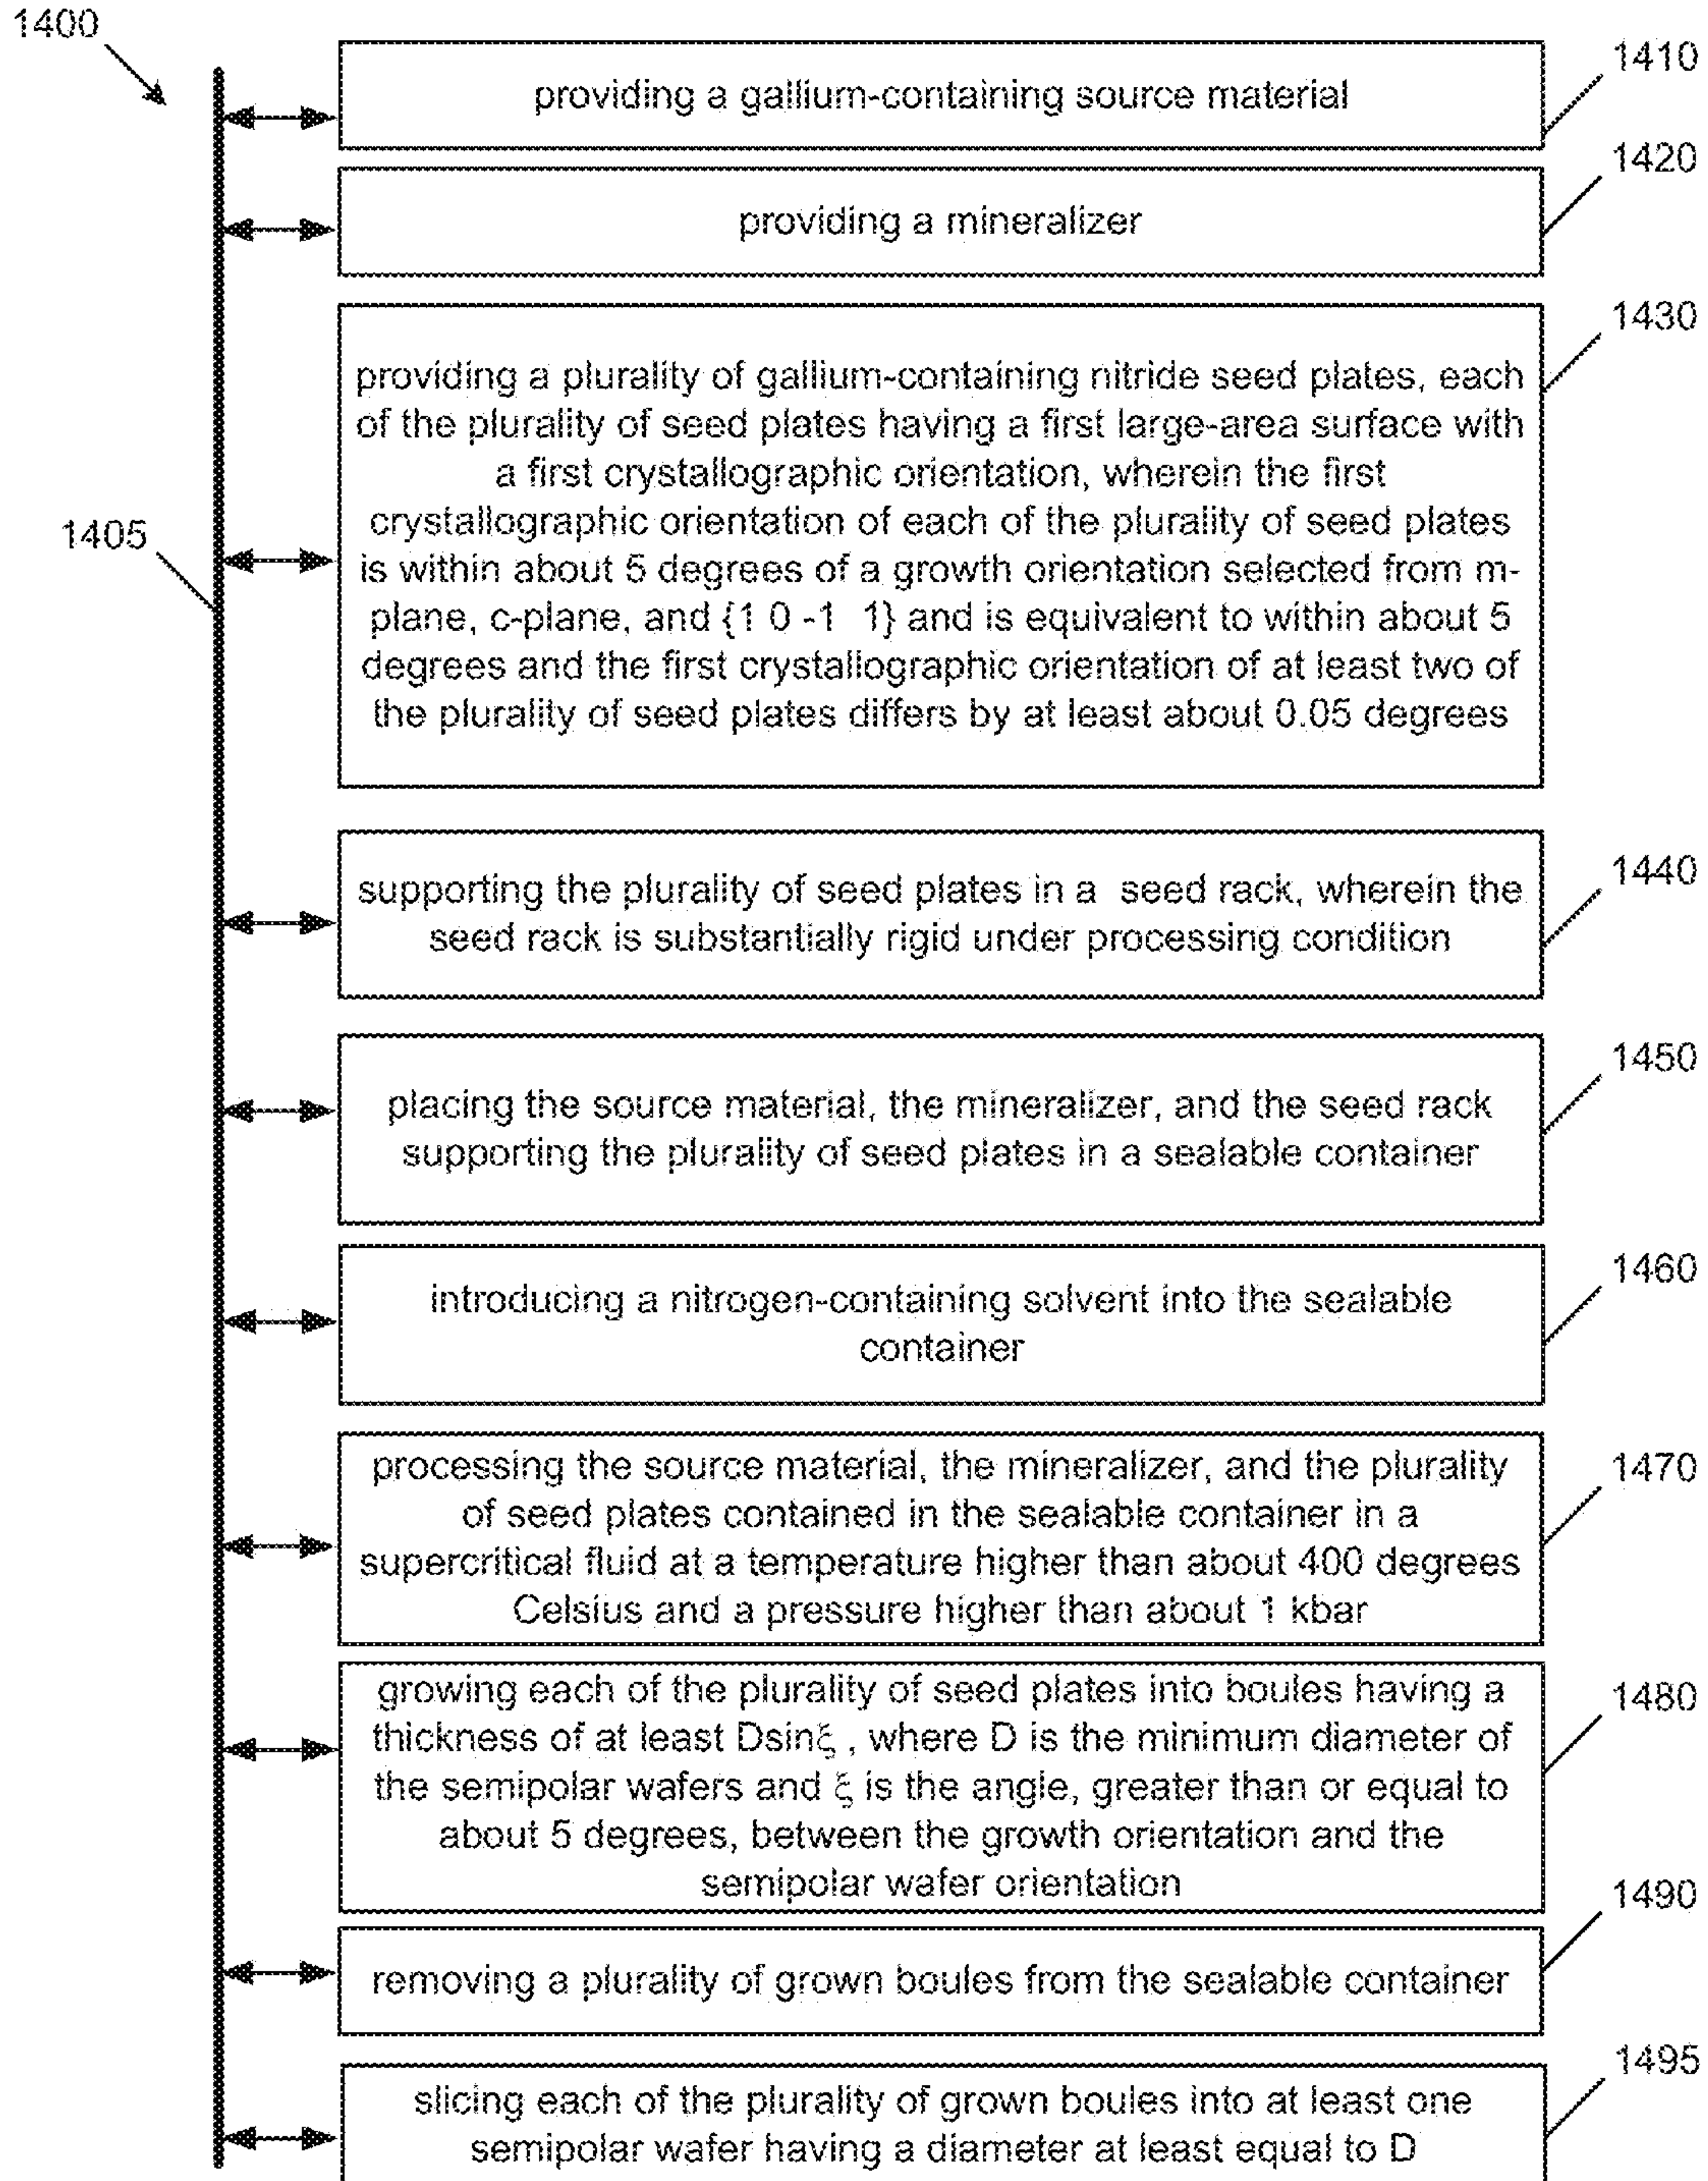 1400
providing a gallium-containing source material
1410
providing a mineralizer
1420
providing a plurality of gallium-containing nitride seed plates, each
of the plurality of seed plates having a first large-area surface with
a first crystallographic orientation, wherein the first
crystallographic orientation of each of the plurality of seed plates
is within about 5 degrees of a growth orientation selected from m-
plane, c-plane, and {1 0 -1 1} and is equivalent to within about 5
degrees and the first crystallographic orientation of at least two of
the plurality of seed plates differs by at least about 0.05 degrees
1430
1405
supporting the plurality of seed plates in a seed rack, wherein the
seed rack is substantially rigid under processing condition
1440
placing the source material, the mineralizer, and the seed rack
supporting the plurality of seed plates in a sealable container
1450
introducing a nitrogen-containing solvent into the sealable
container
1460
processing the source material, the mineralizer, and the plurality
of seed plates contained in the sealable container in a
supercritical fluid at a temperature higher than about 400 degrees
Celsius and a pressure higher than about 1 kbar
1470
growing each of the plurality of seed plates into boules having a
thickness of at least Dsinξ , where D is the minimum diameter of
the semipolar wafers and ξ is the angle, greater than or equal to
about 5 degrees, between the growth orientation and the
semipolar wafer orientation
1480
removing a plurality of grown boules from the sealable container
1490
slicing each of the plurality of grown boules into at least one
semipolar wafer having a diameter at least equal to D
1495